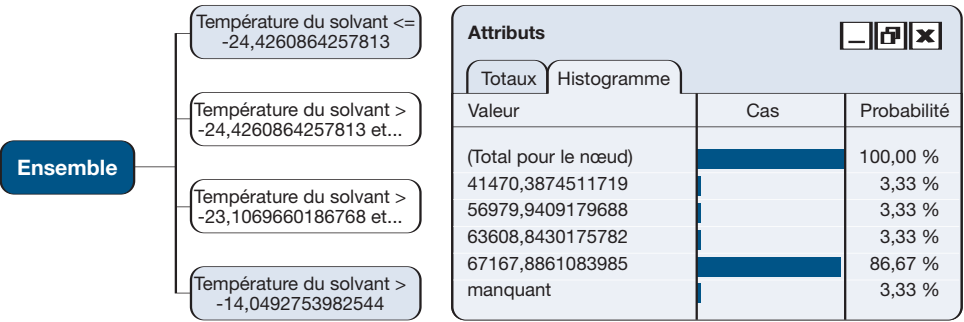 Ensemble
Température du solvant <=
-24,4260864257813
Température du solvant >
-24,4260864257813 et...
Température du solvant >
-23,1069660186768 et...
Température du solvant >
-14,0492753982544
Attributs
Totaux Histogramme
Valeur Cas Probabilité
(Total pour le nœud) 100,00 %
41470,3874511719 3,33 %
56979,9409179688 3,33 %
63608,8430175782 3,33 %
67167,8861083985 86,67 %
manquant 3,33 %